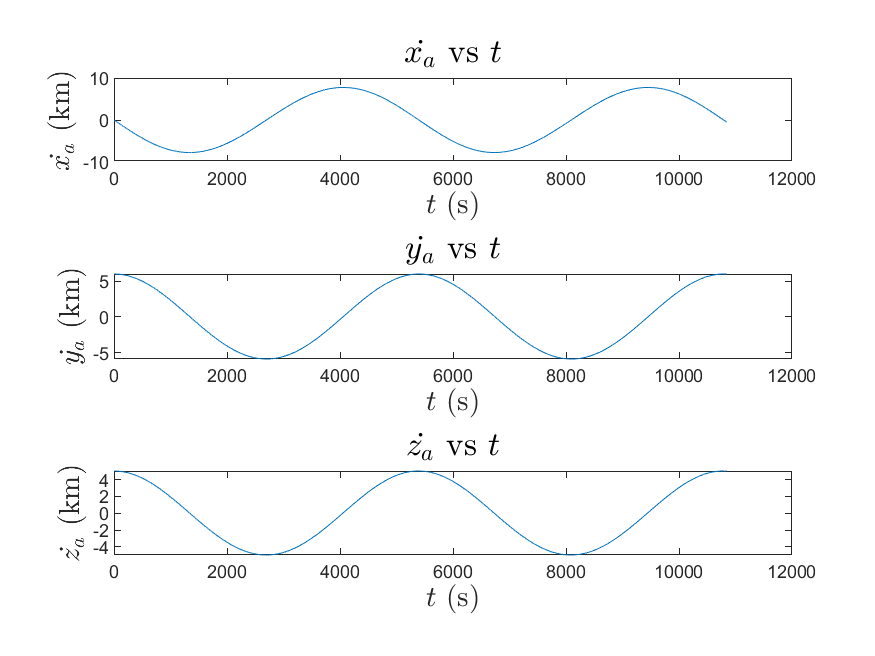 ẋₐ vs t
ẋₐ (km)
10
0
-10
0 2000 4000 6000 8000 10000 12000
t (s)
ẏₐ vs t
ẏₐ (km)
5
0
-5
0 2000 4000 6000 8000 10000 12000
t (s)
żₐ vs t
żₐ (km)
4
2
0
-2
-4
0 2000 4000 6000 8000 10000 12000
t (s)